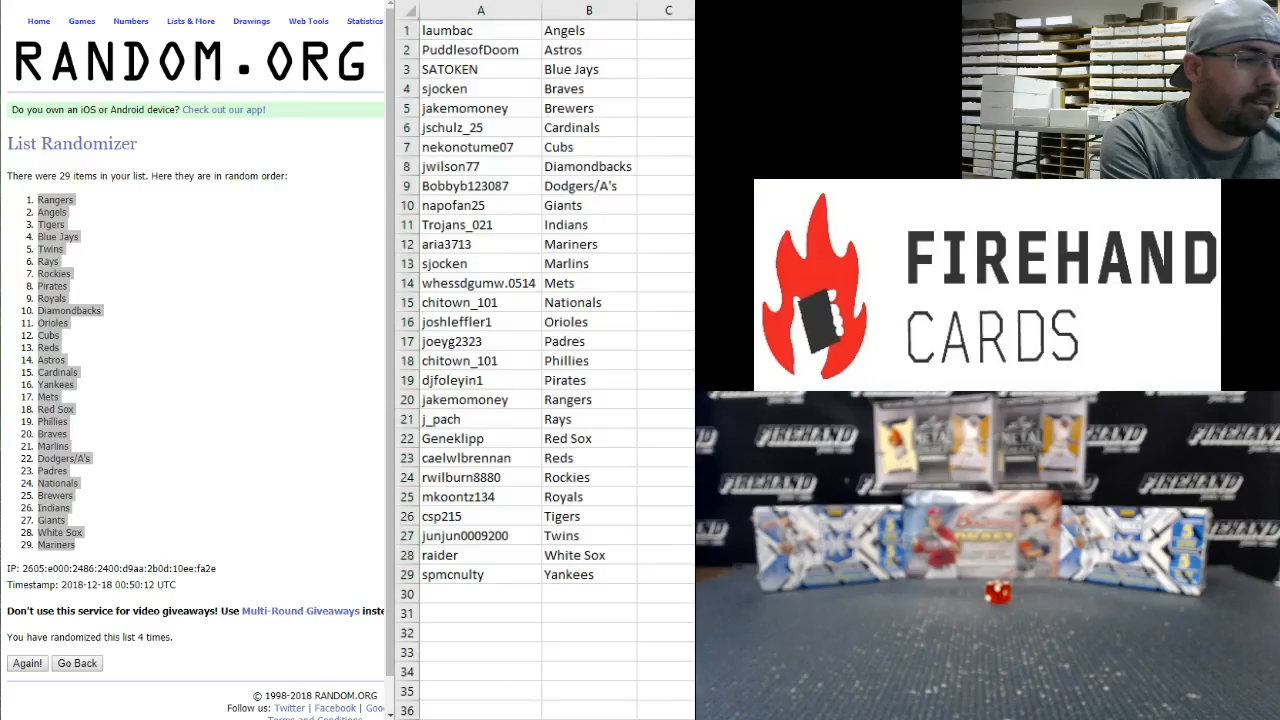 Home Games Numbers Lists & More Drawings Web Tools Statistics
RANDOM.ORG
Do you own an iOS or Android device? Check out our app!
List Randomizer
There were 29 items in your list. Here they are in random order:
1. Rangers
2. Angels
3. Tigers
4. Blue Jays
5. Twins
6. Rays
7. Rockies
8. Pirates
9. Royals
10. Diamondbacks
11. Orioles
12. Cubs
13. Reds
14. Astros
15. Cardinals
16. Yankees
17. Mets
18. Red Sox
19. Phillies
20. Braves
21. Marlins
22. Dodgers/A's
23. Padres
24. Nationals
25. Brewers
26. Indians
27. Giants
28. White Sox
29. Mariners
IP: 2605:e000:2486:2400:d9aa:2b0d:10ee:fa2e
Timestamp: 2018-12-18 00:50:12 UTC
Don't use this service for video giveaways! Use Multi-Round Giveaways inste
You have randomized this list 4 times.
Again! Go Back
© 1998-2018 RANDOM.ORG
Follow us: Twitter | Facebook | Goo
Terms and Conditions
A B C
1 laumbac Angels
2 PuddlesofDoom Astros
3 SATOKEN Blue Jays
4 sjocken Braves
5 jakemomoney Brewers
6 jschulz_25 Cardinals
7 nekonotume07 Cubs
8 jwilson77 Diamondbacks
9 Bobbyb123087 Dodgers/A's
10 napofan25 Giants
11 Trojans_021 Indians
12 aria3713 Mariners
13 sjocken Marlins
14 whessdgumw.0514 Mets
15 chitown_101 Nationals
16 joshleffler1 Orioles
17 joeyg2323 Padres
18 chitown_101 Phillies
19 djfoleyin1 Pirates
20 jakemomoney Rangers
21 j_pach Rays
22 Geneklipp Red Sox
23 caelwlbrennan Reds
24 rwilburn8880 Rockies
25 mkoontz134 Royals
26 csp215 Tigers
27 junjun0009200 Twins
28 raider White Sox
29 spmcnulty Yankees
30
31
32
33
34
35
36
FIREHAND
CARDS
FIREHAND
METAL
Bowman